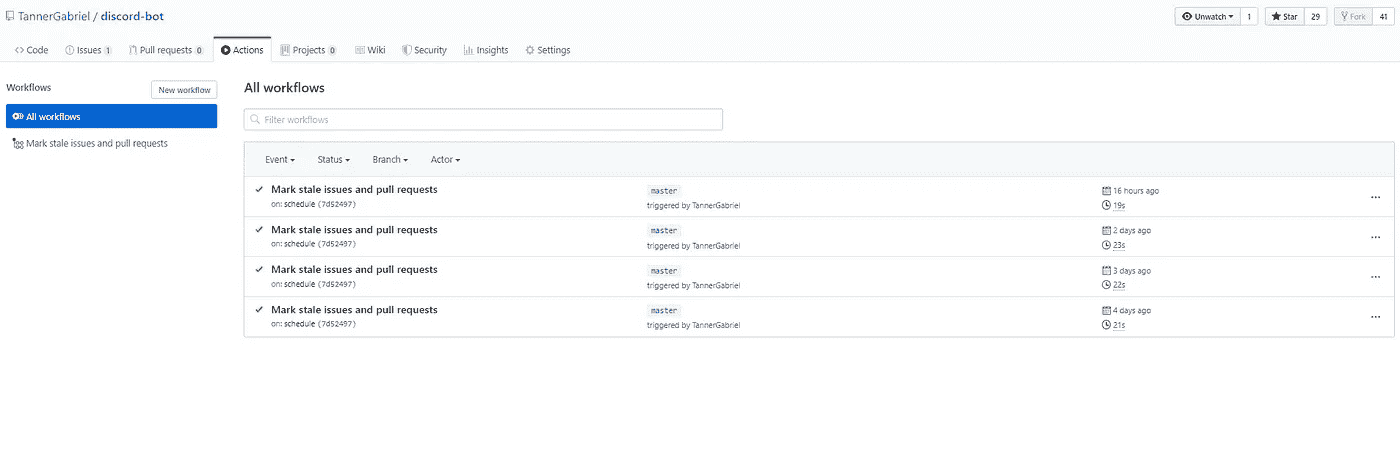 TannerGabriel / discord-bot
Unwatch 1 Star 29 Fork 41
Code Issues 1 Pull requests 0 Actions Projects 0 Wiki Security Insights Settings
Workflows New workflow
All workflows
Mark stale issues and pull requests
All workflows
Filter workflows
Event Status Branch Actor
Mark stale issues and pull requests master 16 hours ago
on: schedule (7d52497) triggered by TannerGabriel 19s
Mark stale issues and pull requests master 2 days ago
on: schedule (7d52497) triggered by TannerGabriel 23s
Mark stale issues and pull requests master 3 days ago
on: schedule (7d52497) triggered by TannerGabriel 22s
Mark stale issues and pull requests master 4 days ago
on: schedule (7d52497) triggered by TannerGabriel 21s